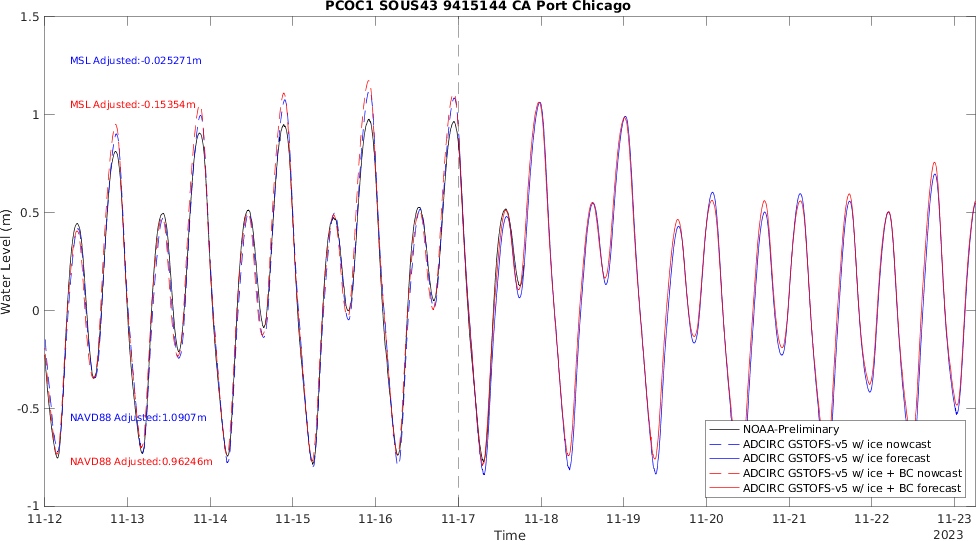 PCOC1 SOUS43 9415144 CA Port Chicago
1.5
1
0.5
0
-0.5
-1
Water Level (m)
MSL Adjusted:-0.025271m
MSL Adjusted:-0.15354m
NAVD88 Adjusted:1.0907m
NAVD88 Adjusted:0.96246m
NOAA-Preliminary
ADCIRC GSTOFS-v5 w/ ice nowcast
ADCIRC GSTOFS-v5 w/ ice forecast
ADCIRC GSTOFS-v5 w/ ice + BC nowcast
ADCIRC GSTOFS-v5 w/ ice + BC forecast
11-12 11-13 11-14 11-15 11-16 11-17 11-18 11-19 11-20 11-21 11-22 11-23
2023
Time